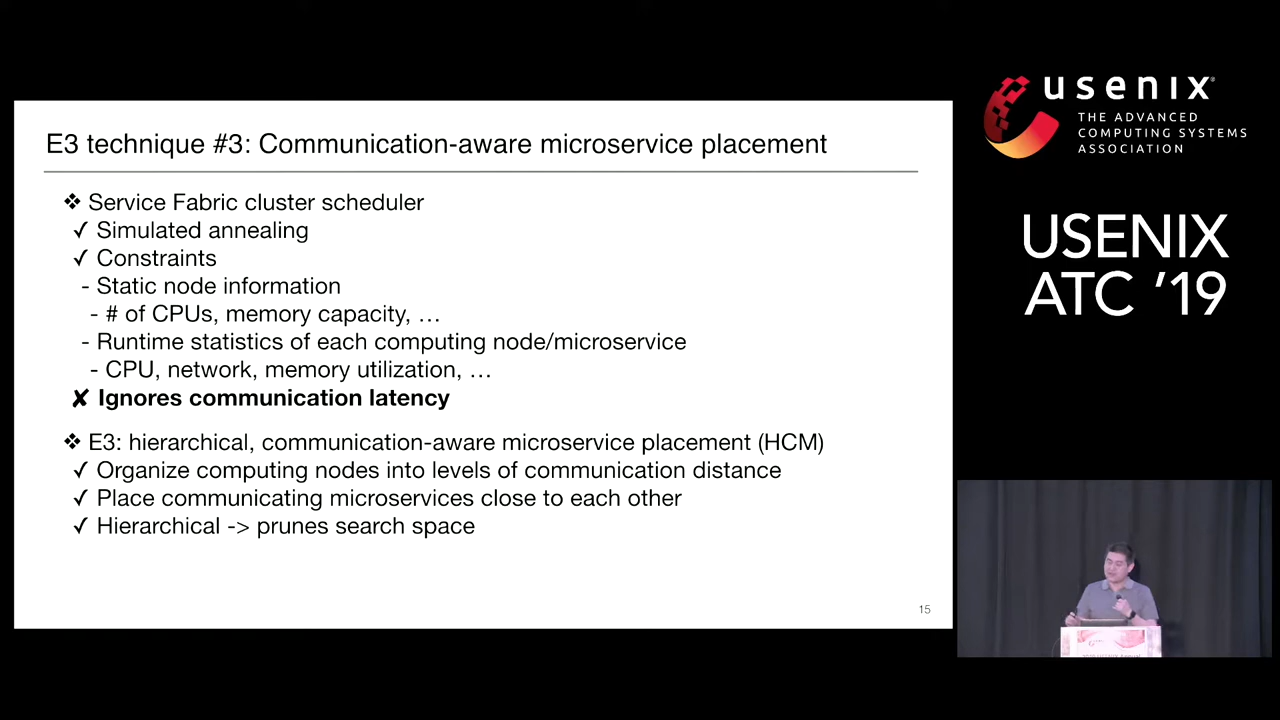 E3 technique #3: Communication-aware microservice placement
❖ Service Fabric cluster scheduler
✓ Simulated annealing
✓ Constraints
- Static node information
- # of CPUs, memory capacity, …
- Runtime statistics of each computing node/microservice
- CPU, network, memory utilization, …
✘ Ignores communication latency
❖ E3: hierarchical, communication-aware microservice placement (HCM)
✓ Organize computing nodes into levels of communication distance
✓ Place communicating microservices close to each other
✓ Hierarchical -> prunes search space
15
usenix®
THE ADVANCED
COMPUTING SYSTEMS
ASSOCIATION
USENIX
ATC ’19